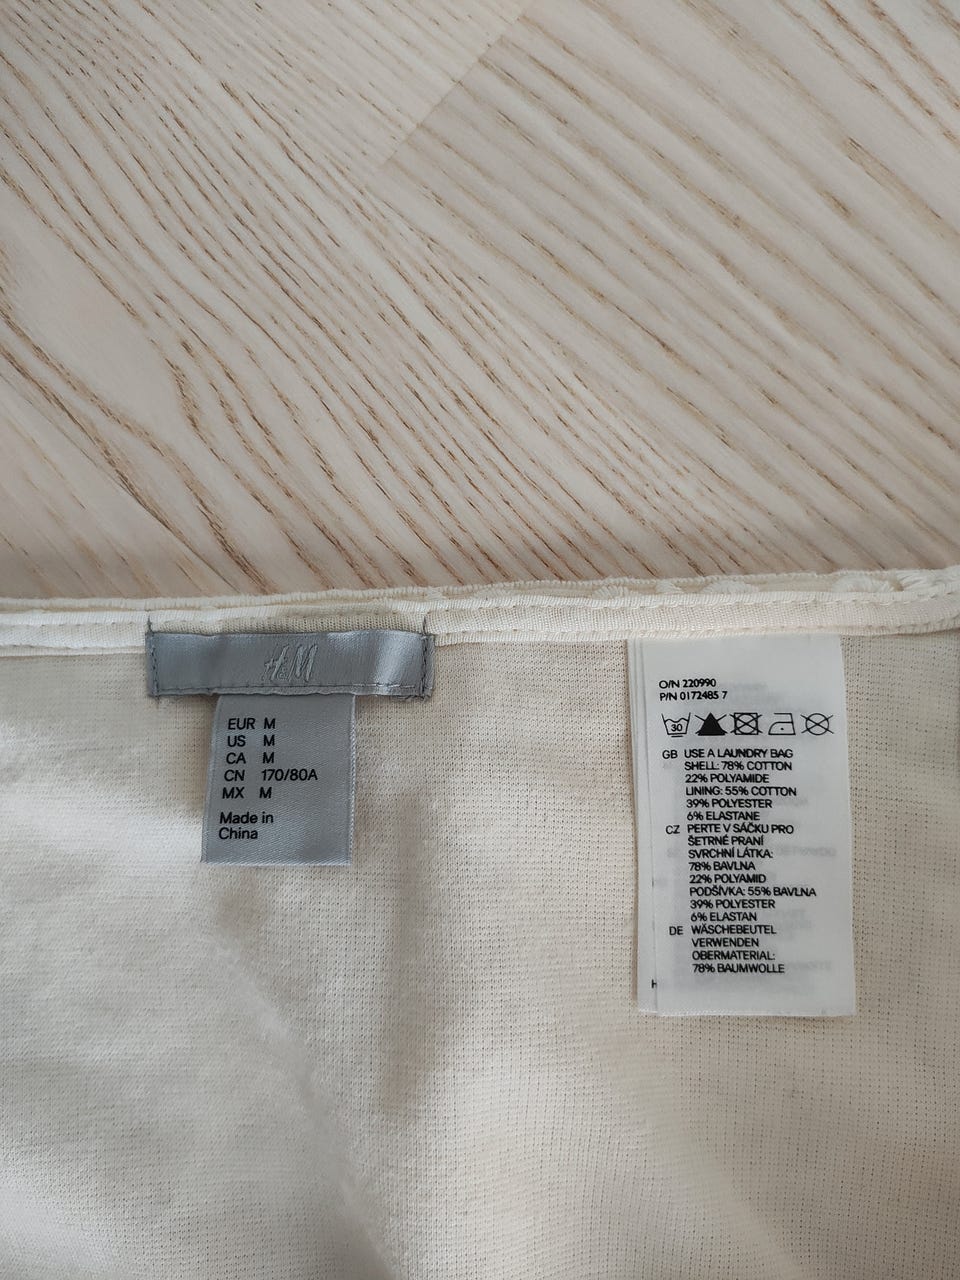 H&M
EUR M
US M
CA M
CN 170/80A
MX M
Made in
China
O/N 220990
P/N 0172485 7
30
GB USE A LAUNDRY BAG
SHELL: 78% COTTON
22% POLYAMIDE
LINING: 55% COTTON
39% POLYESTER
6% ELASTANE
CZ PERTE V SÁČKU PRO
ŠETRNÉ PRANÍ
SVRCHNÍ LÁTKA:
78% BAVLNA
22% POLYAMID
PODŠÍVKA: 55% BAVLNA
39% POLYESTER
6% ELASTAN
DE WÄSCHEBEUTEL
VERWENDEN
OBERMATERIAL:
78% BAUMWOLLE